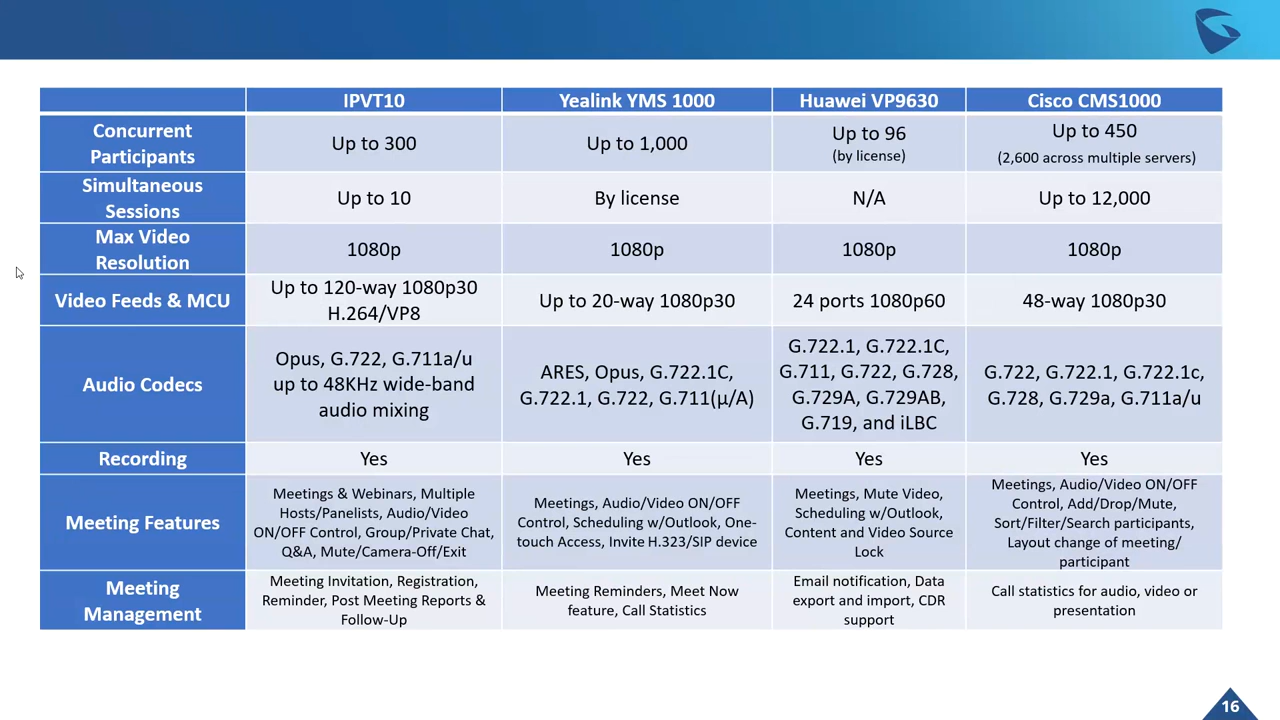 IPVT10
Yealink YMS 1000
Huawei VP9630
Cisco CMS1000
Concurrent
Participants
Up to 300
Up to 1,000
Up to 96
(by license)
Up to 450
(2,600 across multiple servers)
Simultaneous
Sessions
Up to 10
By license
N/A
Up to 12,000
Max Video
Resolution
1080p
1080p
1080p
1080p
Video Feeds & MCU
Up to 120-way 1080p30
H.264/VP8
Up to 20-way 1080p30
24 ports 1080p60
48-way 1080p30
Audio Codecs
Opus, G.722, G.711a/u
up to 48KHz wide-band
audio mixing
ARES, Opus, G.722.1C,
G.722.1, G.722, G.711(μ/A)
G.722.1, G.722.1C,
G.711, G.722, G.728,
G.729A, G.729AB,
G.719, and iLBC
G.722, G.722.1, G.722.1c,
G.728, G.729a, G.711a/u
Recording
Yes
Yes
Yes
Yes
Meeting Features
Meetings & Webinars, Multiple
Hosts/Panelists, Audio/Video
ON/OFF Control, Group/Private Chat,
Q&A, Mute/Camera-Off/Exit
Meetings, Audio/Video ON/OFF
Control, Scheduling w/Outlook, One-
touch Access, Invite H.323/SIP device
Meetings, Mute Video,
Scheduling w/Outlook,
Content and Video Source
Lock
Meetings, Audio/Video ON/OFF
Control, Add/Drop/Mute,
Sort/Filter/Search participants,
Layout change of meeting/
participant
Meeting
Management
Meeting Invitation, Registration,
Reminder, Post Meeting Reports &
Follow-Up
Meeting Reminders, Meet Now
feature, Call Statistics
Email notification, Data
export and import, CDR
support
Call statistics for audio, video or
presentation
16